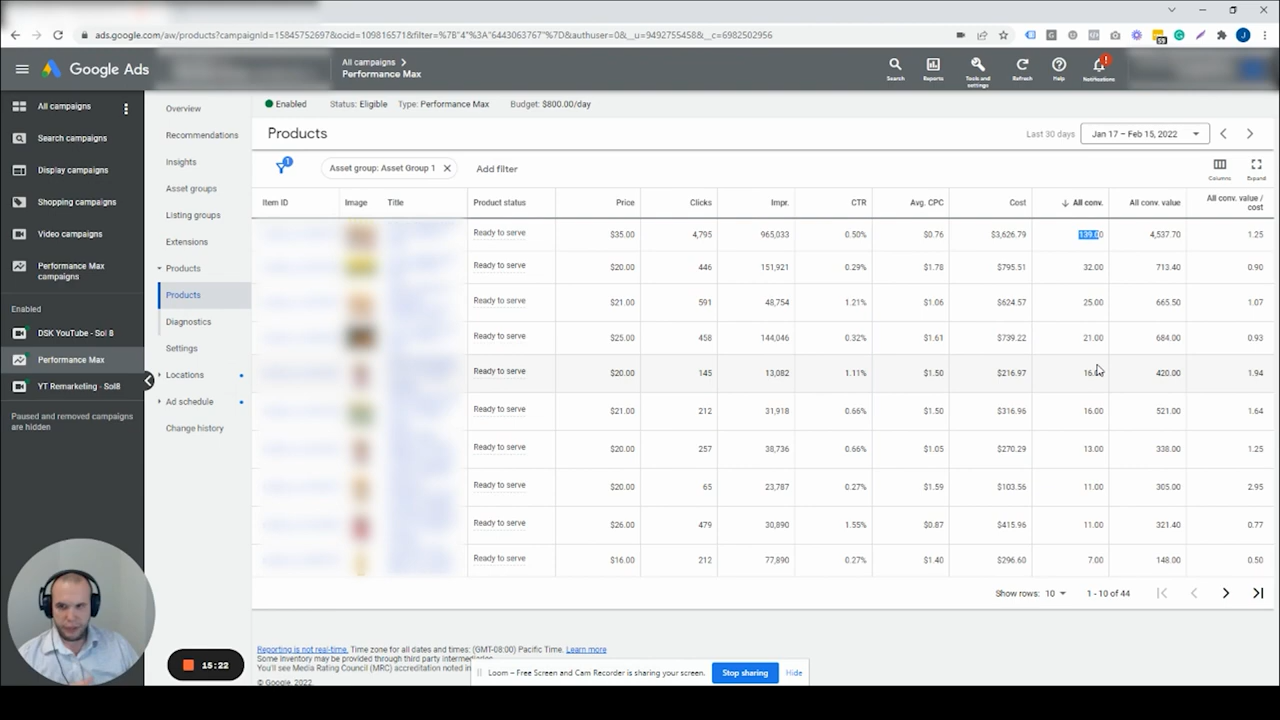 ads.google.com/aw/products?campaignId=15845752697&ocid=109816571&filter=%7B"4"%3A"6443063767"%7D&authuser=0&__u=9492755458&__c=6982502956
Google Ads
All campaigns
Performance Max
Search
Reports
Tools and settings
Refresh
Help
Notifications
All campaigns
Search campaigns
Display campaigns
Shopping campaigns
Video campaigns
Performance Max
campaigns
Enabled
DSK YouTube - Sol 8
Performance Max
YT Remarketing - Sol8
Paused and removed campaigns
are hidden
Overview
Recommendations
Insights
Asset groups
Listing groups
Extensions
Products
Products
Diagnostics
Settings
Locations
Ad schedule
Change history
Enabled Status: Eligible Type: Performance Max Budget: $800.00/day
Products Last 30 days Jan 17 – Feb 15, 2022
Asset group: Asset Group 1 Add filter Columns Expand
Item ID Image Title Product status Price Clicks Impr. CTR Avg. CPC Cost All conv. All conv. value All conv. value / cost
Ready to serve $35.00 4,795 965,033 0.50% $0.76 $3,626.79 139.00 4,537.70 1.25
Ready to serve $20.00 446 151,921 0.29% $1.78 $795.51 32.00 713.40 0.90
Ready to serve $21.00 591 48,754 1.21% $1.06 $624.57 25.00 665.50 1.07
Ready to serve $25.00 458 144,046 0.32% $1.61 $739.22 21.00 684.00 0.93
Ready to serve $20.00 145 13,082 1.11% $1.50 $216.97 420.00 1.94
Ready to serve $21.00 212 31,918 0.66% $1.50 $316.96 16.00 521.00 1.64
Ready to serve $20.00 257 38,736 0.66% $1.05 $270.29 13.00 338.00 1.25
Ready to serve $20.00 65 23,787 0.27% $1.59 $103.56 11.00 305.00 2.95
Ready to serve $26.00 479 30,890 1.55% $0.87 $415.96 11.00 321.40 0.77
Ready to serve $16.00 212 77,890 0.27% $1.40 $296.60 7.00 148.00 0.50
Show rows: 10 1 - 10 of 44
Reporting is not real-time. Time zone for all dates and times: (GMT-08:00) Pacific Time. Learn more
Some inventory may be provided through third party intermediaries.
You'll see Media Rating Council (MRC) accreditation noted in
© Google, 2022.
15:22
Loom – Free Screen and Cam Recorder is sharing your screen. Stop sharing Hide